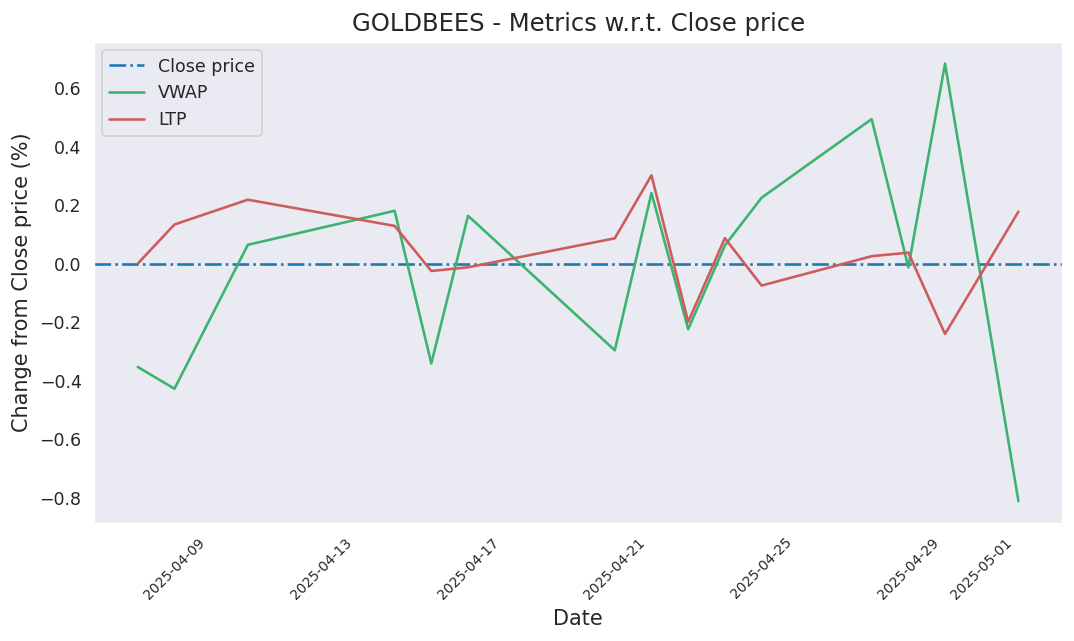 GOLDBEES - Metrics w.r.t. Close price
Close price
VWAP
LTP
Change from Close price (%)
0.6
0.4
0.2
0.0
−0.2
−0.4
−0.6
−0.8
2025-04-09
2025-04-13
2025-04-17
2025-04-21
2025-04-25
2025-04-29
2025-05-01
Date